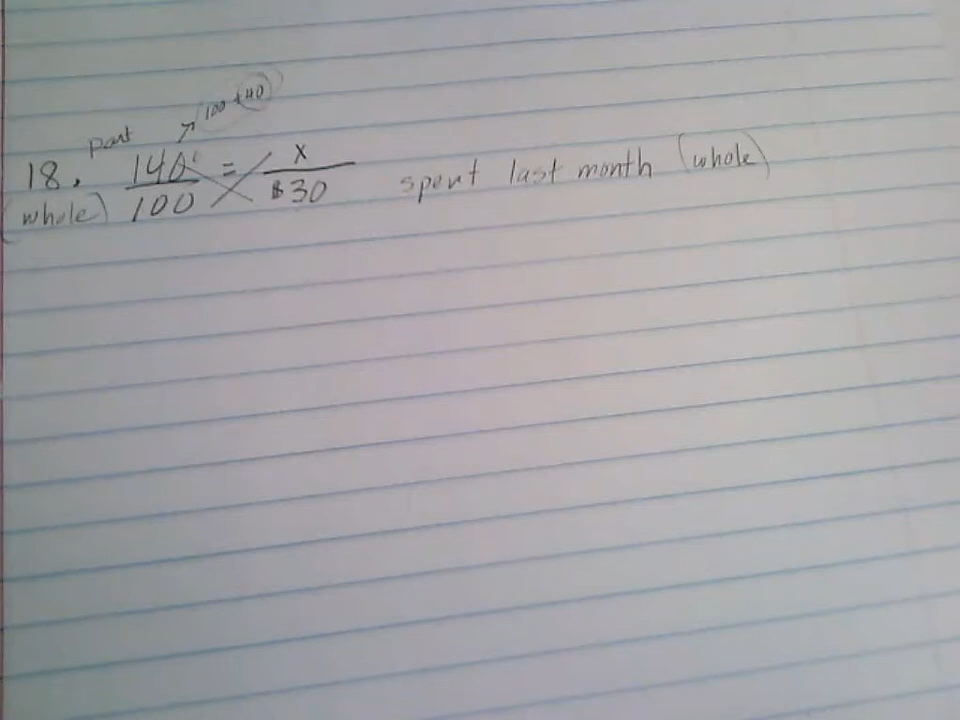 100 + 40
part
18. 140 = x
(whole) 100 $30 spent last month (whole)